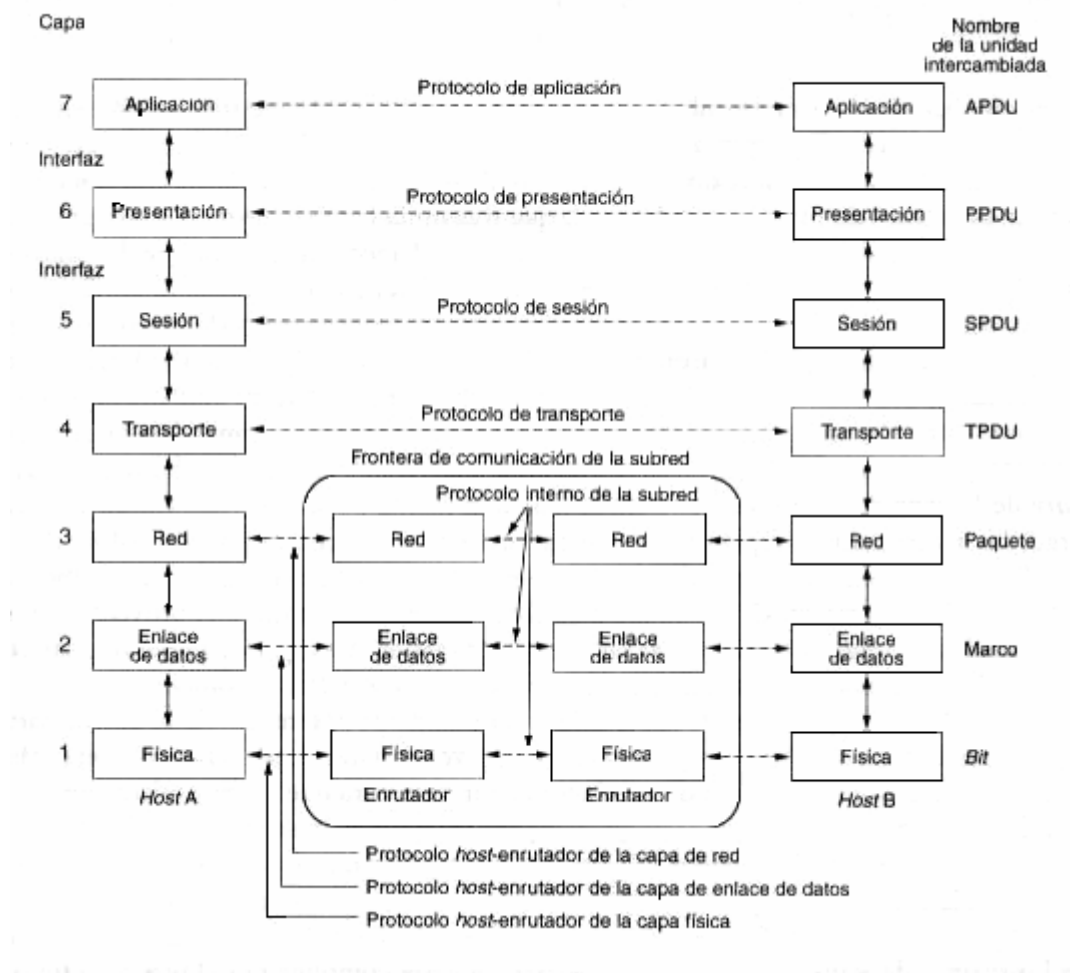 Capa
Nombre
de la unidad
intercambiada
7
Aplicación
Protocolo de aplicación
Aplicación
APDU
Interfaz
6
Presentación
Protocolo de presentación
Presentación
PPDU
Interfaz
5
Sesión
Protocolo de sesión
Sesión
SPDU
4
Transporte
Protocolo de transporte
Transporte
TPDU
Frontera de comunicación de la subred
Protocolo interno de la subred
3
Red
Red
Red
Red
Paquete
2
Enlace
de datos
Enlace
de datos
Enlace
de datos
Enlace
de datos
Marco
1
Física
Física
Física
Física
Bit
Host A
Enrutador
Enrutador
Host B
Protocolo host-enrutador de la capa de red
Protocolo host-enrutador de la capa de enlace de datos
Protocolo host-enrutador de la capa física